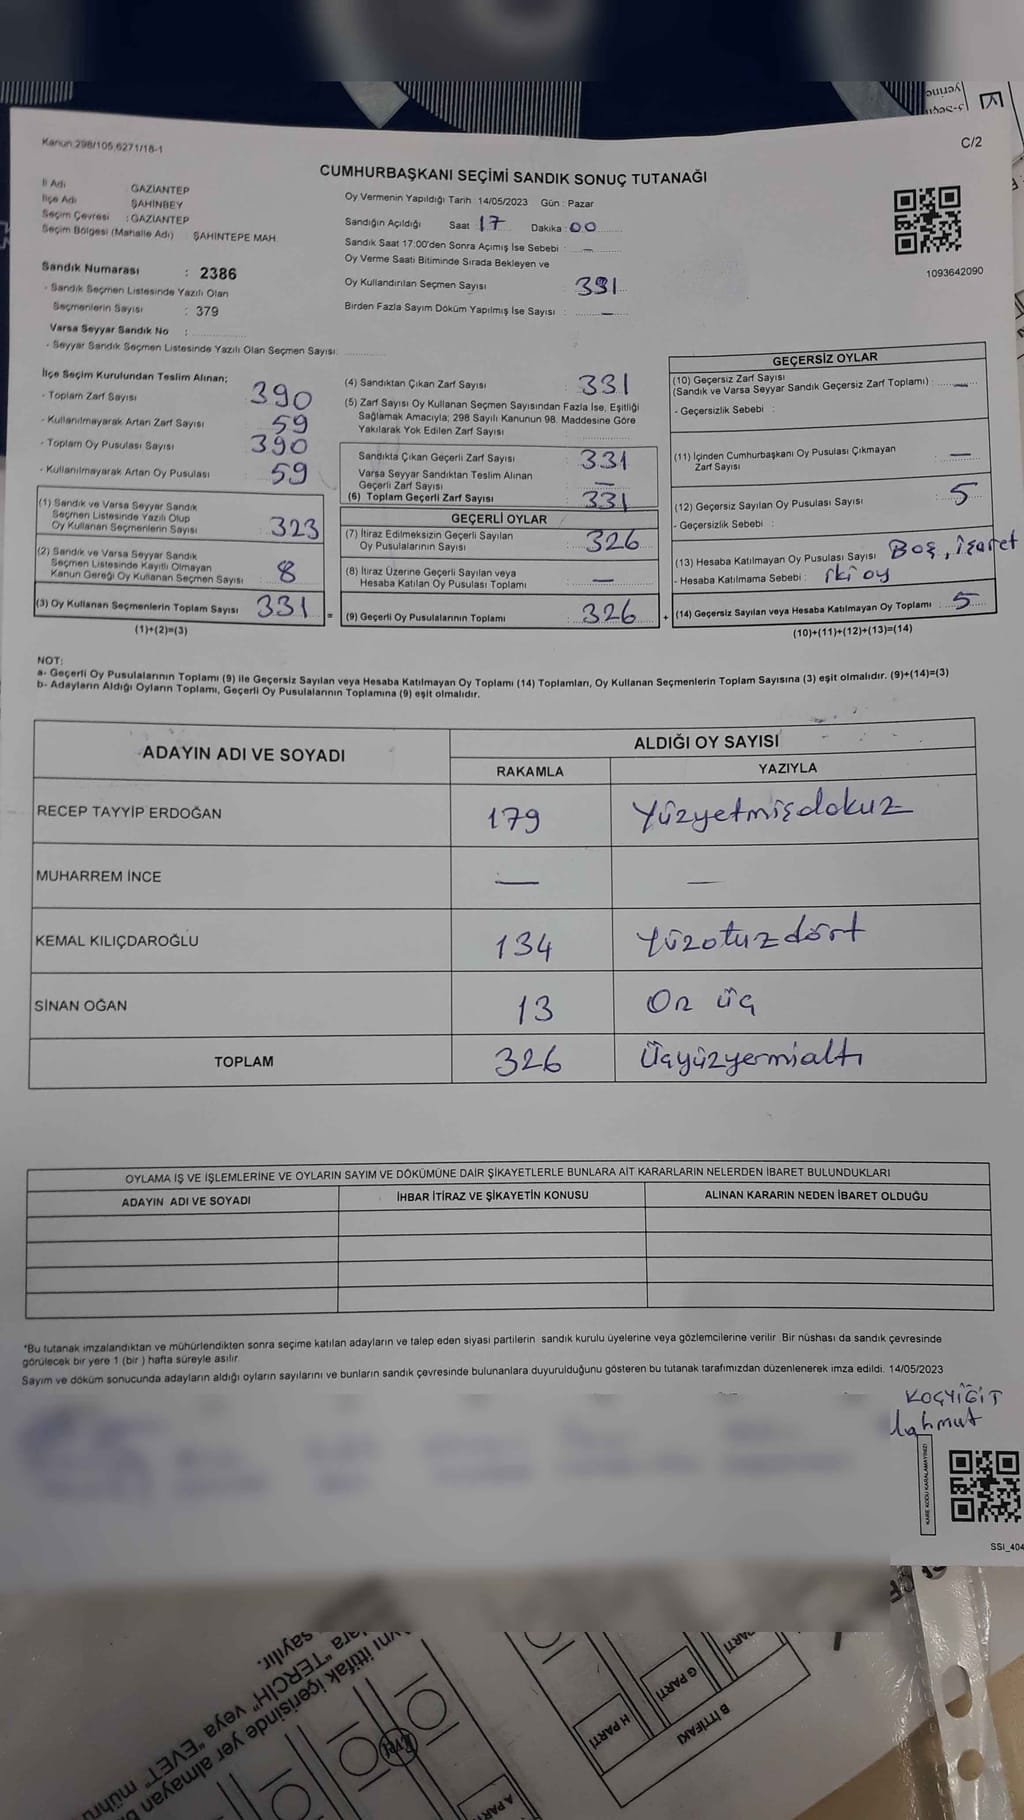 Kanun:298/105,6271/18-1
C/2
CUMHURBAŞKANI SEÇİMİ SANDIK SONUÇ TUTANAĞI
İl Adı GAZİANTEP
İlçe Adı ŞAHİNBEY
Seçim Çevresi : GAZİANTEP
Seçim Bölgesi (Mahalle Adı) : ŞAHİNTEPE MAH.
Sandık Numarası : 2386
- Sandık Seçmen Listesinde Yazılı Olan
Seçmenlerin Sayısı : 379
Varsa Seyyar Sandık No :
- Seyyar Sandık Seçmen Listesinde Yazılı Olan Seçmen Sayısı:
Oy Vermenin Yapıldığı Tarih : 14/05/2023 Gün : Pazar
Sandığın Açıldığı Saat 17 Dakika : 00
Sandık Saat 17:00'den Sonra Açımış İse Sebebi : —
Oy Verme Saati Bitiminde Sırada Bekleyen ve
Oy Kullandırılan Seçmen Sayısı 331
Birden Fazla Sayım Döküm Yapılmış İse Sayısı : —
1093642090
İlçe Seçim Kurulundan Teslim Alınan;
- Toplam Zarf Sayısı 390
- Kullanılmayarak Artan Zarf Sayısı 59
- Toplam Oy Pusulası Sayısı 390
- Kullanılmayarak Artan Oy Pusulası 59
(1) Sandık ve Varsa Seyyar Sandık
Seçmen Listesinde Yazılı Olup
Oy Kullanan Seçmenlerin Sayısı : 323
(2) Sandık ve Varsa Seyyar Sandık
Seçmen Listesinde Kayıtlı Olmayan
Kanun Gereği Oy Kullanan Seçmen Sayısı : 8
(3) Oy Kullanan Seçmenlerin Toplam Sayısı : 331 =
(1)+(2)=(3)
(4) Sandıktan Çıkan Zarf Sayısı : 331
(5) Zarf Sayısı Oy Kullanan Seçmen Sayısından Fazla İse, Eşitliği
Sağlamak Amacıyla; 298 Sayılı Kanunun 98. Maddesine Göre
Yakılarak Yok Edilen Zarf Sayısı :
Sandıkta Çıkan Geçerli Zarf Sayısı : 331
Varsa Seyyar Sandıktan Teslim Alınan
Geçerli Zarf Sayısı —
(6) Toplam Geçerli Zarf Sayısı : 331
GEÇERLİ OYLAR
(7) İtiraz Edilmeksizin Geçerli Sayılan
Oy Pusulalarının Sayısı : 326
(8) İtiraz Üzerine Geçerli Sayılan veya
Hesaba Katılan Oy Pusulası Toplamı : —
(9) Geçerli Oy Pusulalarının Toplamı : 326 +
GEÇERSİZ OYLAR
(10) Geçersiz Zarf Sayısı
(Sandık ve Varsa Seyyar Sandık Geçersiz Zarf Toplamı) : —
- Geçersizlik Sebebi :
(11) İçinden Cumhurbaşkanı Oy Pusulası Çıkmayan
Zarf Sayısı —
(12) Geçersiz Sayılan Oy Pusulası Sayısı : 5
- Geçersizlik Sebebi :
(13) Hesaba Katılmayan Oy Pusulası Sayısı Boş, işaret
- Hesaba Katılmama Sebebi : iki oy
(14) Geçersiz Sayılan veya Hesaba Katılmayan Oy Toplamı : 5
(10)+(11)+(12)+(13)=(14)
NOT:
a- Geçerli Oy Pusulalarının Toplamı (9) ile Geçersiz Sayılan veya Hesaba Katılmayan Oy Toplamı (14) Toplamları, Oy Kullanan Seçmenlerin Toplam Sayısına (3) eşit olmalıdır. (9)+(14)=(3)
b- Adayların Aldığı Oyların Toplamı, Geçerli Oy Pusulalarının Toplamına (9) eşit olmalıdır.
ADAYIN ADI VE SOYADI
ALDIĞI OY SAYISI
RAKAMLA YAZIYLA
RECEP TAYYİP ERDOĞAN 179 Yüzyetmişdokuz
MUHARREM İNCE — —
KEMAL KILIÇDAROĞLU 134 Yüzotuzdört
SİNAN OĞAN 13 On üç
TOPLAM 326 Üçyüzyermialtı
OYLAMA İŞ VE İŞLEMLERİNE VE OYLARIN SAYIM VE DÖKÜMÜNE DAİR ŞİKAYETLERLE BUNLARA AİT KARARLARIN NELERDEN İBARET BULUNDUKLARI
ADAYIN ADI VE SOYADI İHBAR İTİRAZ VE ŞİKAYETİN KONUSU ALINAN KARARIN NEDEN İBARET OLDUĞU
*Bu tutanak imzalandıktan ve mühürlendikten sonra seçime katılan adayların ve talep eden siyasi partilerin sandık kurulu üyelerine veya gözlemcilerine verilir. Bir nüshası da sandık çevresinde
görülecek bir yere 1 (bir ) hafta süreyle asılır.
Sayım ve döküm sonucunda adayların aldığı oyların sayılarını ve bunların sandık çevresinde bulunanlara duyurulduğunu gösteren bu tutanak tarafımızdan düzenlenerek imza edildi. 14/05/2023
KOÇYİĞİT
Mahmut
KARE KODU KARALAMAYINIZ!
SSI_404
sayılır.
"TERCİH" veya
Aynı ittifak içerisinde yer almayan
"EVET" mührü
EVET
A PARTİ
H PARTİ
G PARTİ
PARTİ
B İTTİFAKI